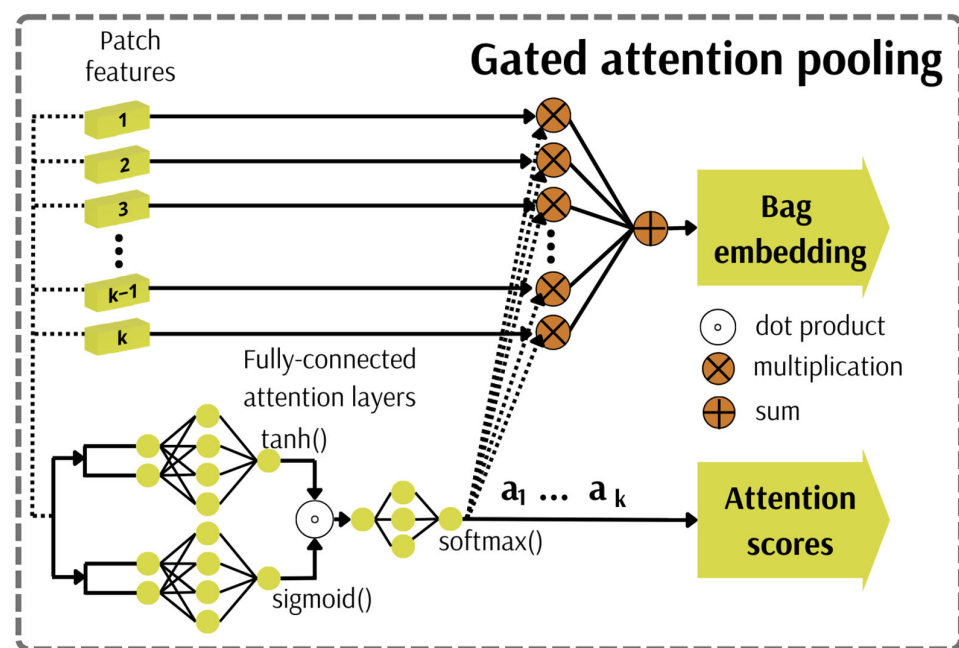 Patch
features
Gated attention pooling
1
2
3
k-1
k
Bag
embedding
dot product
multiplication
sum
Fully-connected
attention layers
tanh()
sigmoid()
softmax()
a1 ... ak
Attention
scores